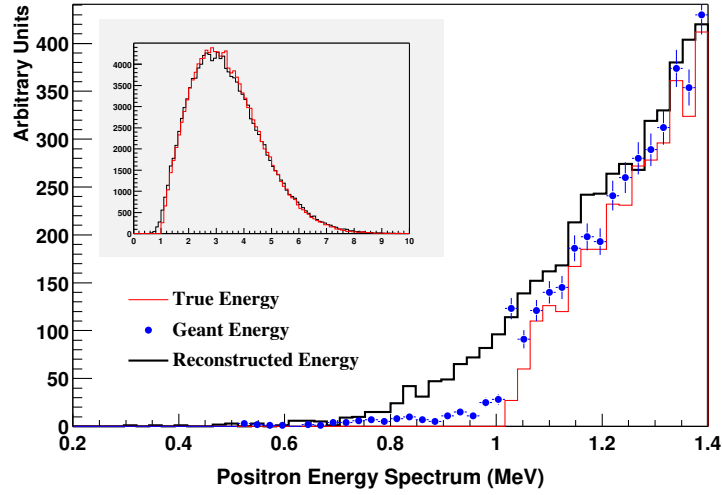 Arbitrary Units
400
350
300
250
200
150
100
50
0
4000
3500
3000
2500
2000
1500
1000
500
0
0 1 2 3 4 5 6 7 8 9 10
True Energy
Geant Energy
Reconstructed Energy
0.2 0.4 0.6 0.8 1 1.2 1.4
Positron Energy Spectrum (MeV)